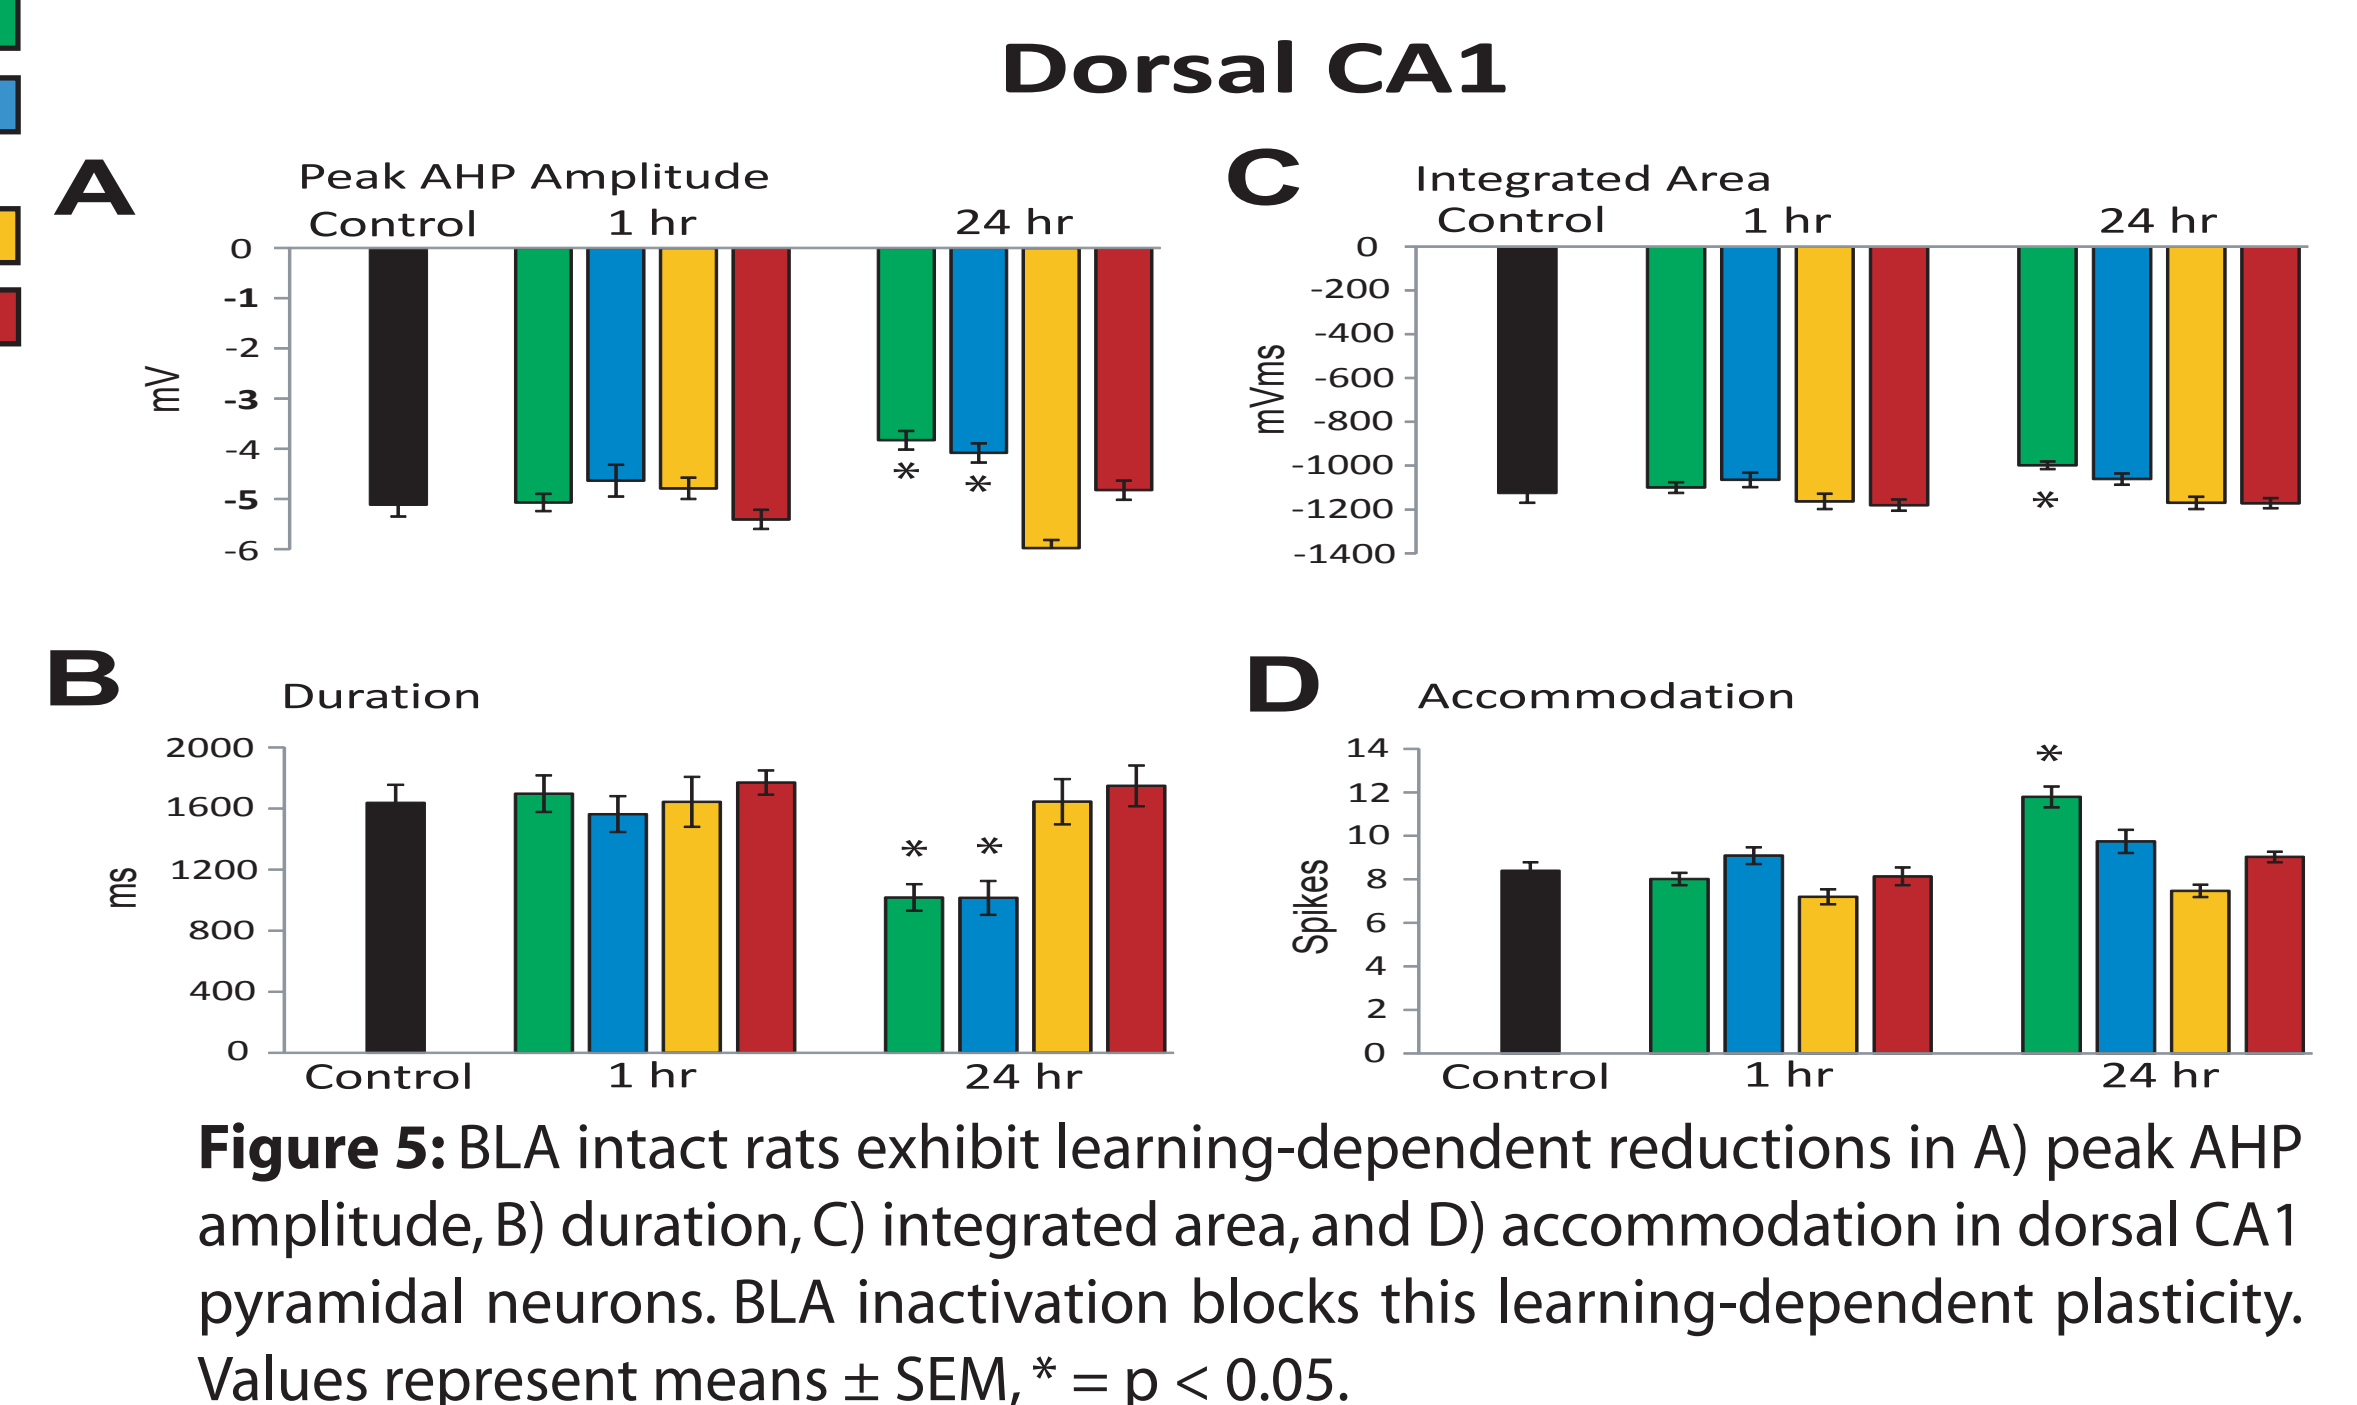 Dorsal CA1
A
Peak AHP Amplitude
Control 1 hr 24 hr
0
-1
-2
-3
-4
-5
-6
mV
* *
C
Integrated Area
Control 1 hr 24 hr
0
-200
-400
-600
-800
-1000
-1200
-1400
mVms
*
B
Duration
2000
1600
1200
800
400
0
ms
* *
Control 1 hr 24 hr
D
Accommodation
14
12
10
8
6
4
2
0
Spikes
*
Control 1 hr 24 hr
Figure 5: BLA intact rats exhibit learning-dependent reductions in A) peak AHP
amplitude, B) duration, C) integrated area, and D) accommodation in dorsal CA1
pyramidal neurons. BLA inactivation blocks this learning-dependent plasticity.
Values represent means ± SEM, * = p < 0.05.